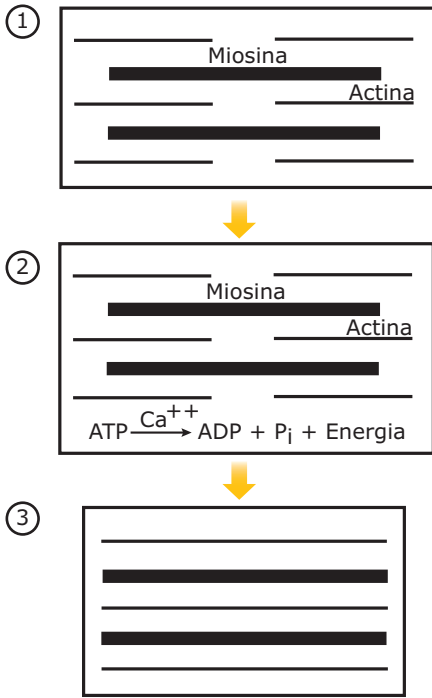 1
Miosina
Actina
2
Miosina
Actina
ATP Ca++ → ADP + Pi + Energia
3